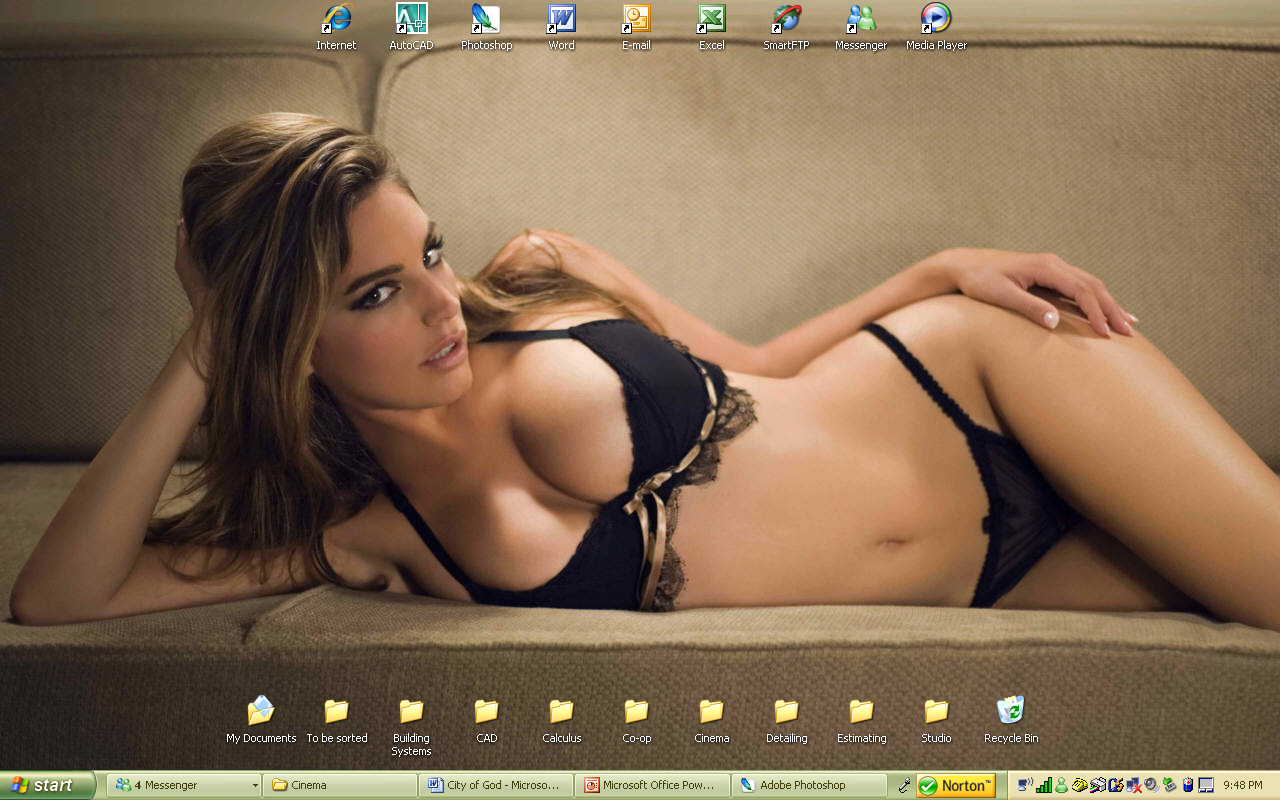 Internet
AutoCAD
Photoshop
Word
E-mail
Excel
SmartFTP
Messenger
Media Player
My Documents
To be sorted
Building
Systems
CAD
Calculus
Co-op
Cinema
Detailing
Estimating
Studio
Recycle Bin
start
4 Messenger
Cinema
City of God - Microso...
Microsoft Office Pow...
Adobe Photoshop
Norton™
9:48 PM